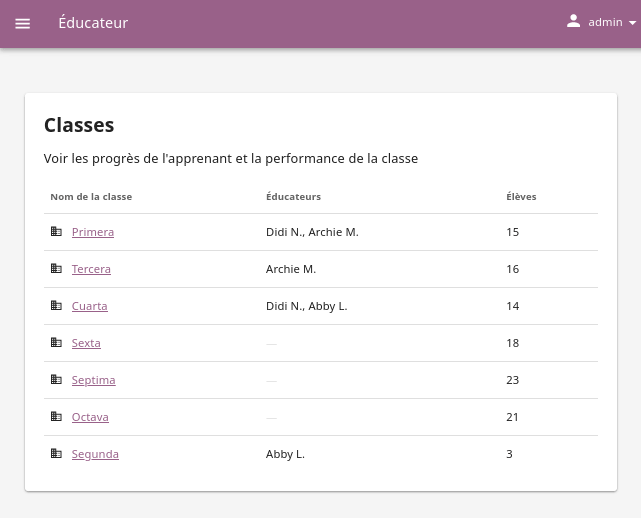 Éducateur
admin
Classes
Voir les progrès de l'apprenant et la performance de la classe
Nom de la classe Éducateurs Élèves
Primera Didi N., Archie M. 15
Tercera Archie M. 16
Cuarta Didi N., Abby L. 14
Sexta — 18
Septima — 23
Octava — 21
Segunda Abby L. 3